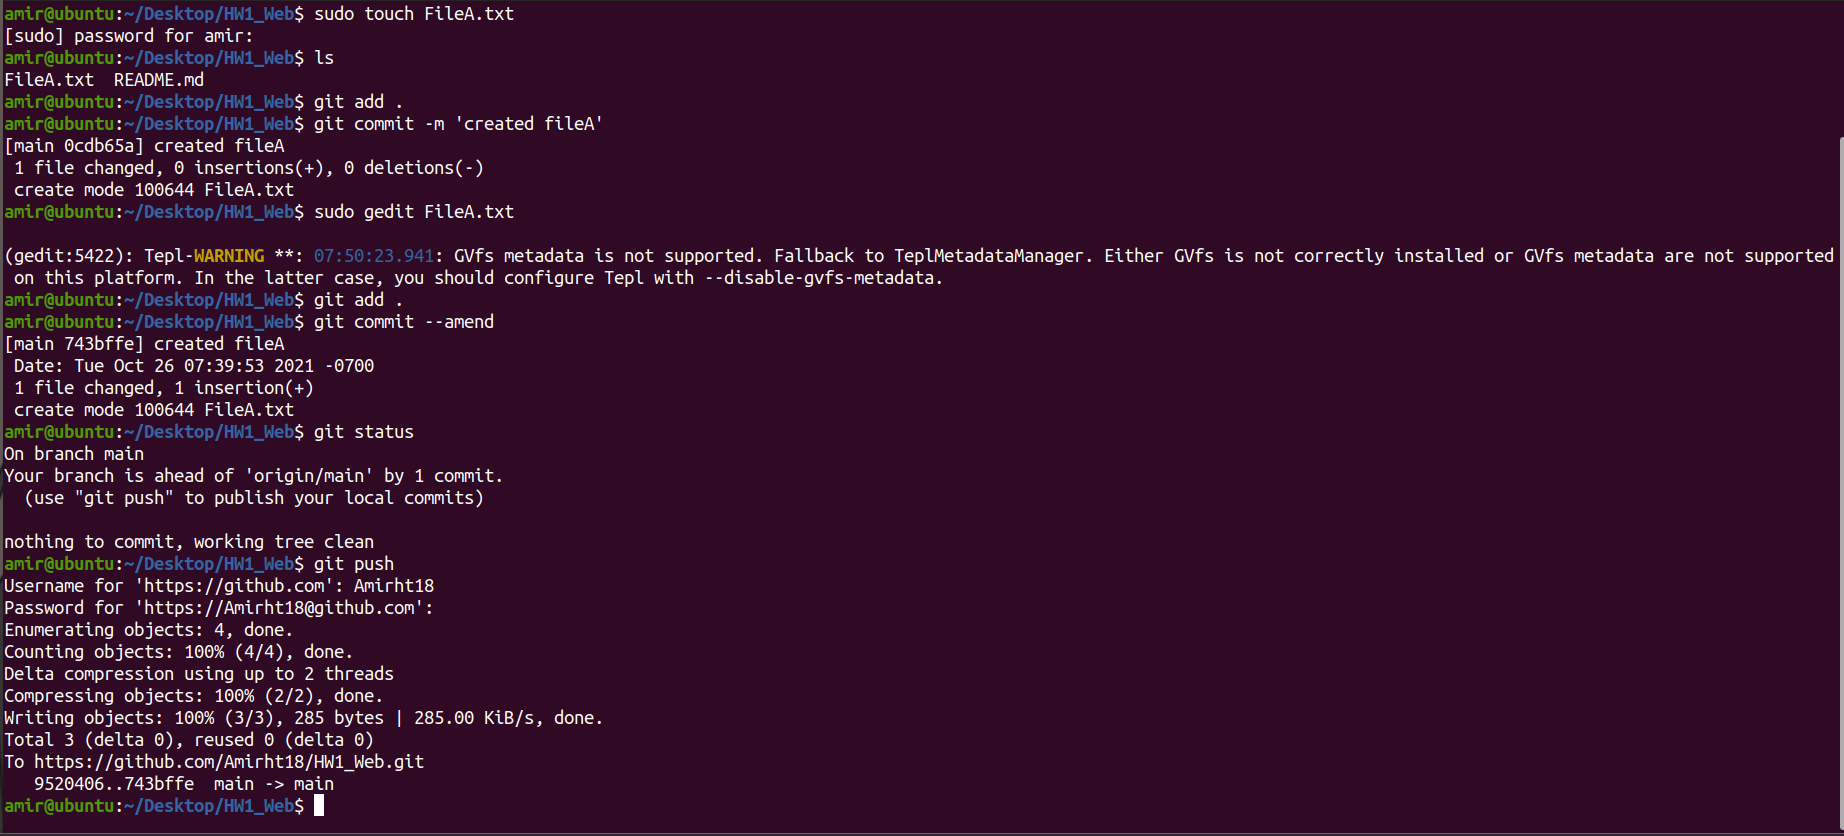 amir@ubuntu:~/Desktop/HW1_Web$ sudo touch FileA.txt
[sudo] password for amir:
amir@ubuntu:~/Desktop/HW1_Web$ ls
FileA.txt  README.md
amir@ubuntu:~/Desktop/HW1_Web$ git add .
amir@ubuntu:~/Desktop/HW1_Web$ git commit -m 'created fileA'
[main 0cdb65a] created fileA
 1 file changed, 0 insertions(+), 0 deletions(-)
 create mode 100644 FileA.txt
amir@ubuntu:~/Desktop/HW1_Web$ sudo gedit FileA.txt

(gedit:5422): Tepl-WARNING **: 07:50:23.941: GVfs metadata is not supported. Fallback to TeplMetadataManager. Either GVfs is not correctly installed or GVfs metadata are not supported
 on this platform. In the latter case, you should configure Tepl with --disable-gvfs-metadata.
amir@ubuntu:~/Desktop/HW1_Web$ git add .
amir@ubuntu:~/Desktop/HW1_Web$ git commit --amend
[main 743bffe] created fileA
 Date: Tue Oct 26 07:39:53 2021 -0700
 1 file changed, 1 insertion(+)
 create mode 100644 FileA.txt
amir@ubuntu:~/Desktop/HW1_Web$ git status
On branch main
Your branch is ahead of 'origin/main' by 1 commit.
  (use "git push" to publish your local commits)

nothing to commit, working tree clean
amir@ubuntu:~/Desktop/HW1_Web$ git push
Username for 'https://github.com': Amirht18
Password for 'https://Amirht18@github.com':
Enumerating objects: 4, done.
Counting objects: 100% (4/4), done.
Delta compression using up to 2 threads
Compressing objects: 100% (2/2), done.
Writing objects: 100% (3/3), 285 bytes | 285.00 KiB/s, done.
Total 3 (delta 0), reused 0 (delta 0)
To https://github.com/Amirht18/HW1_Web.git
   9520406..743bffe  main -> main
amir@ubuntu:~/Desktop/HW1_Web$